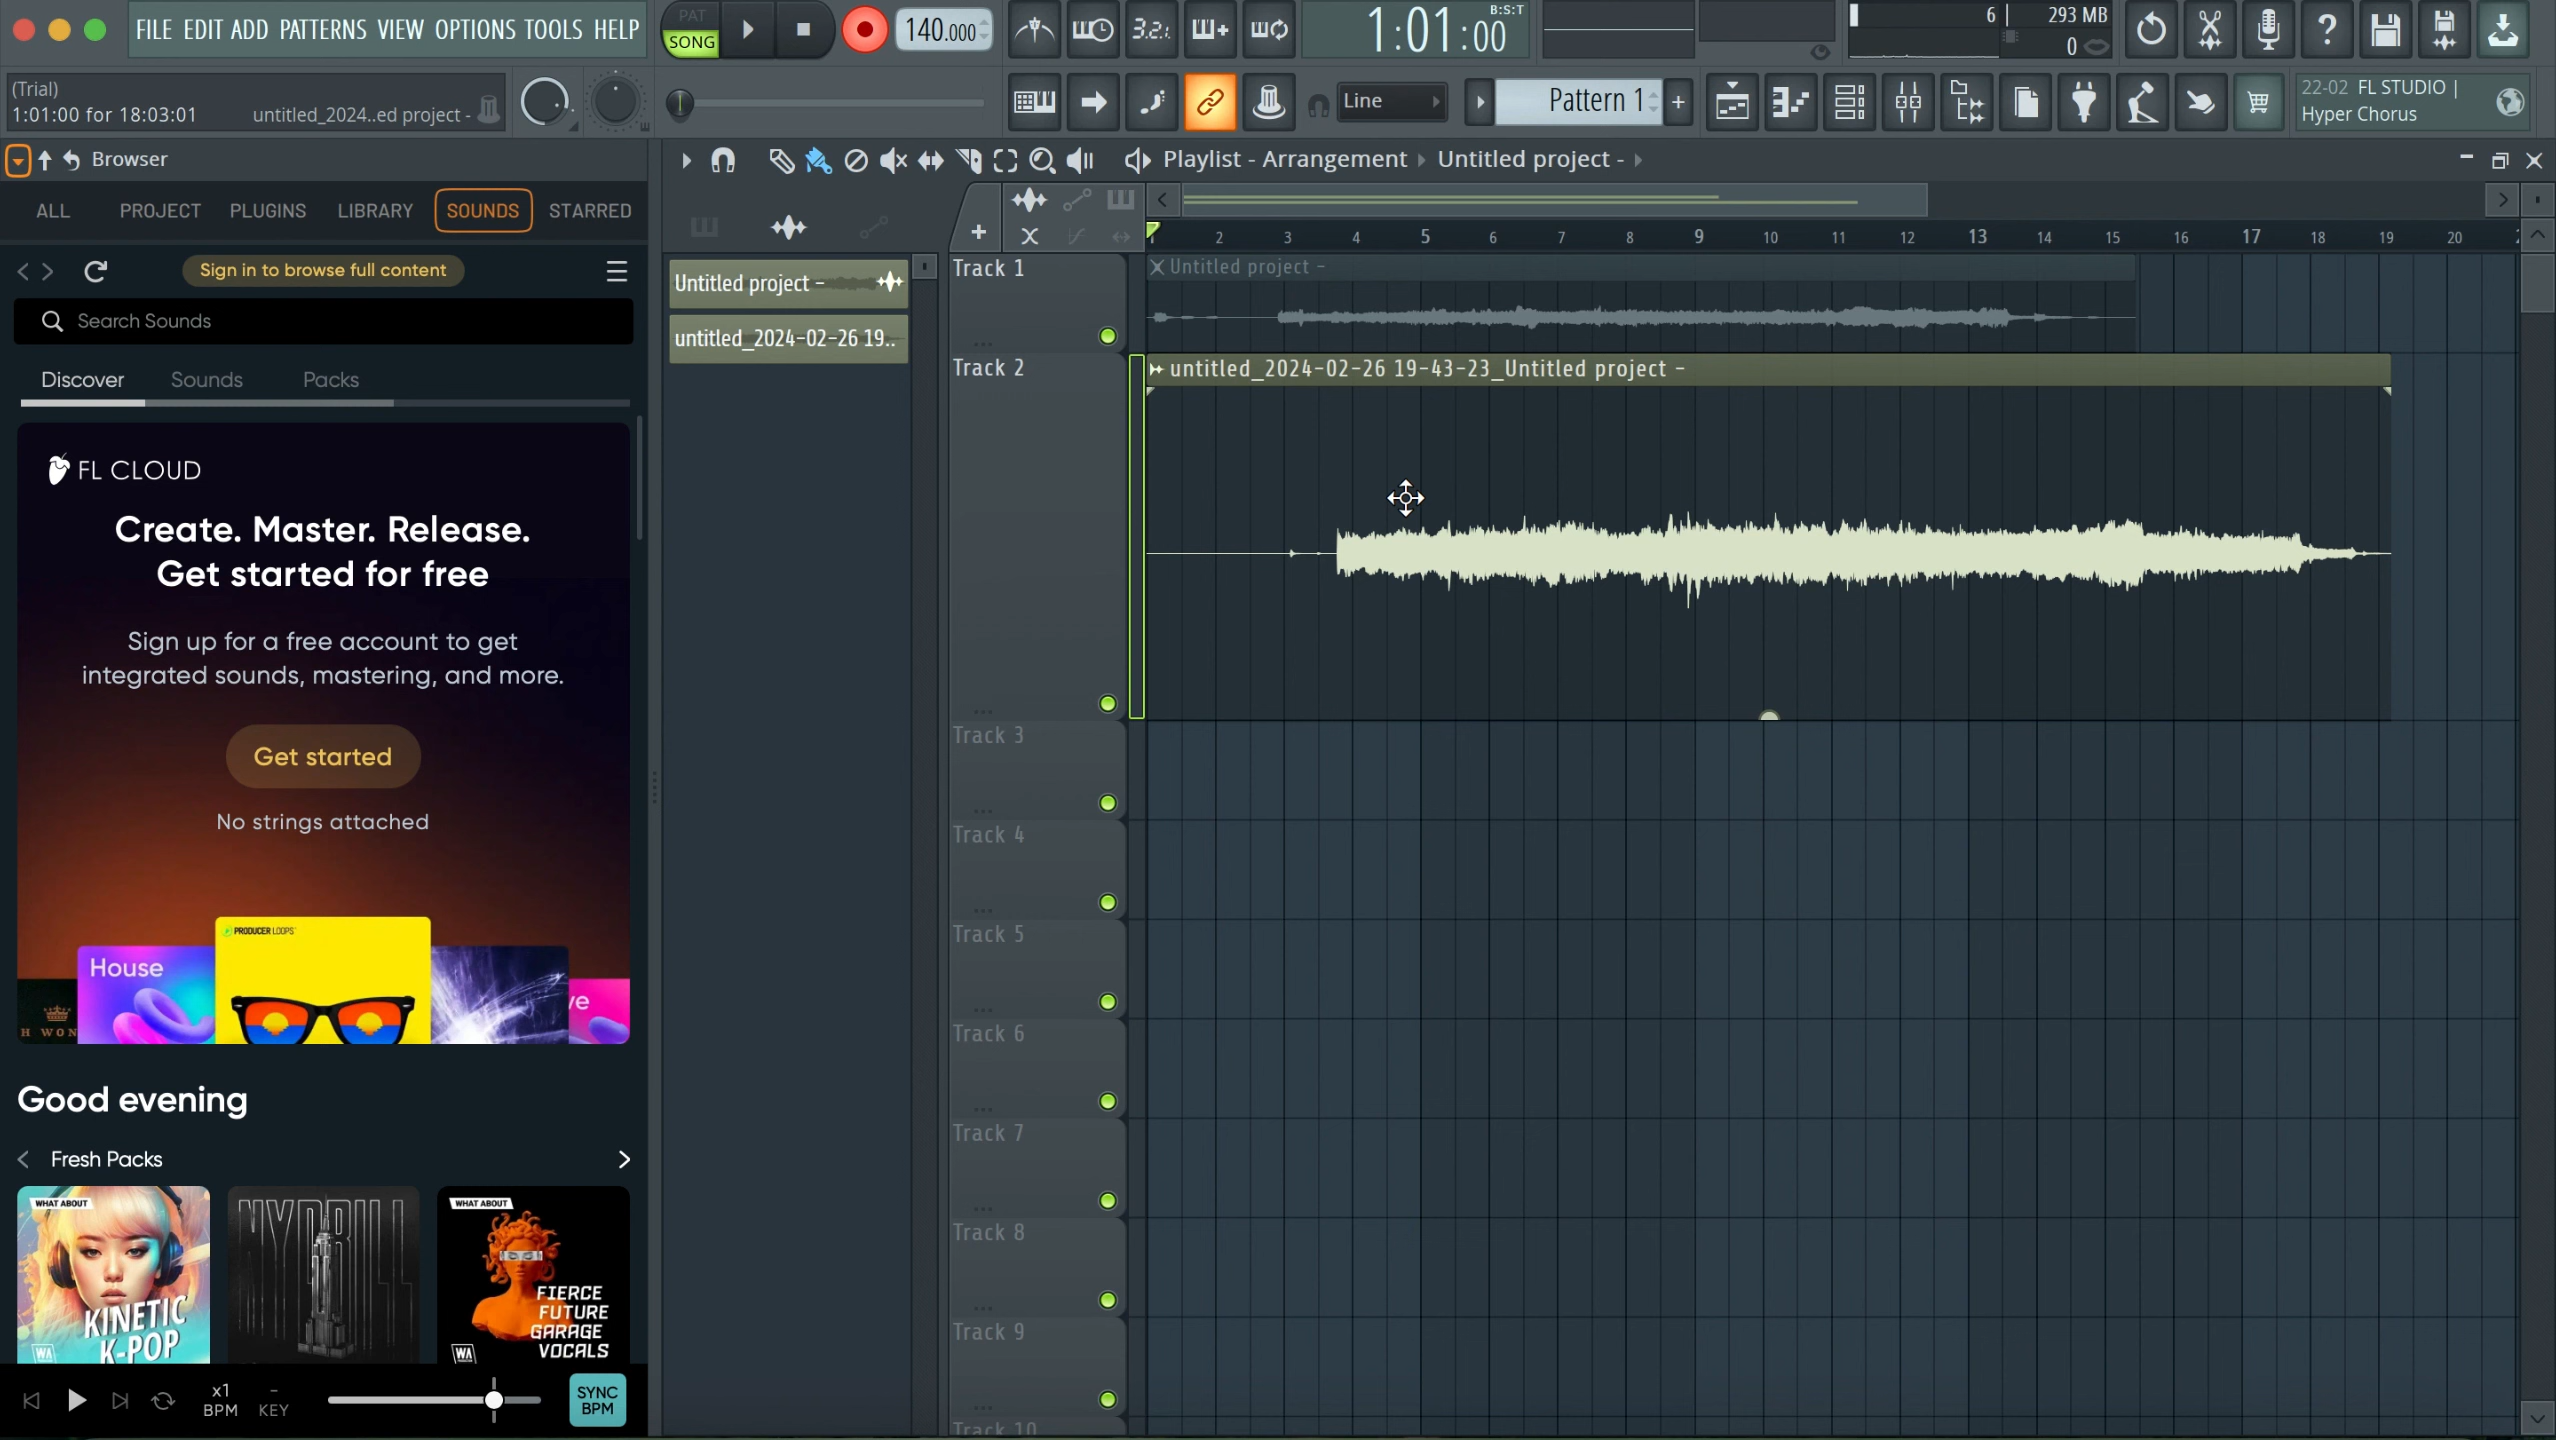 FILE EDIT ADD PATTERNS VIEW OPTIONS TOOLS HELP
PAT
SONG
140.000
3.2.
1:01:00
B:S:T
6
293 MB
0
(Trial)
1:01:00 for 18:03:01
untitled_2024..ed project -
Line
Pattern 1
+
22-02 FL STUDIO |
Hyper Chorus
Browser
Playlist - Arrangement
Untitled project -
ALL
PROJECT
PLUGINS
LIBRARY
SOUNDS
STARRED
Sign in to browse full content
Search Sounds
Discover
Sounds
Packs
FL CLOUD
Create. Master. Release.
Get started for free
Sign up for a free account to get
integrated sounds, mastering, and more.
Get started
No strings attached
PRODUCER LOOPS
House
H WON
ve
Good evening
Fresh Packs
WHAT ABOUT
KINETIC
K-POP
WA
HYDRILL
WHAT ABOUT
FIERCE
FUTURE
GARAGE
VOCALS
WA
x1
BPM
-
KEY
SYNC
BPM
Untitled project -
untitled_2024-02-26 19..
+
1 2 3 4 5 6 7 8 9 10 11 12 13 14 15 16 17 18 19 20
Track 1
Untitled project -
Track 2
untitled_2024-02-26 19-43-23_Untitled project -
Track 3
Track 4
Track 5
Track 6
Track 7
Track 8
Track 9
Track 10